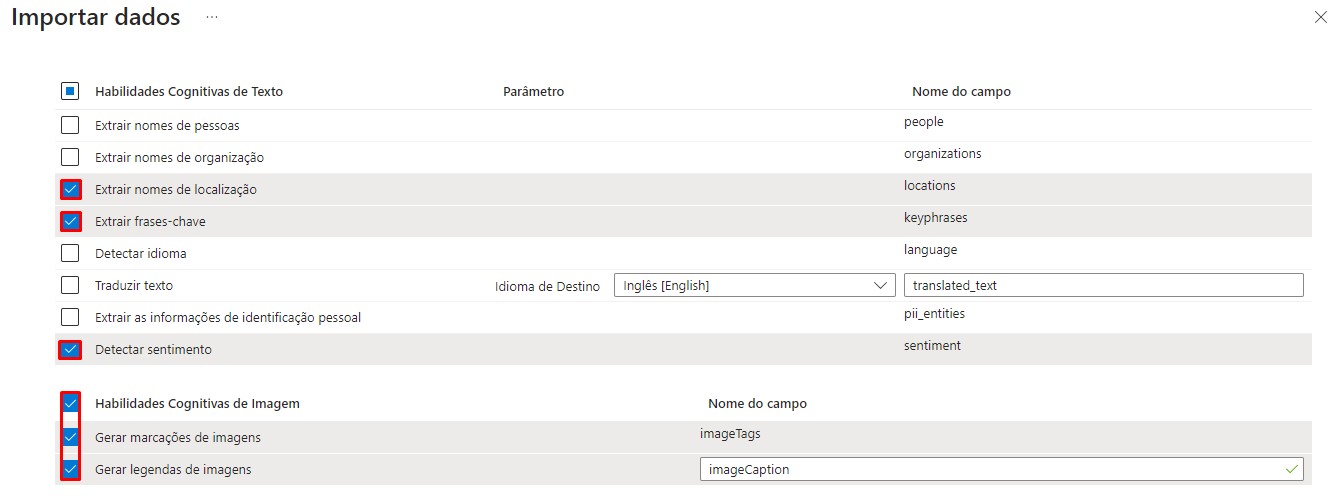 Importar dados ...
Habilidades Cognitivas de Texto Parâmetro Nome do campo
Extrair nomes de pessoas people
Extrair nomes de organização organizations
Extrair nomes de localização locations
Extrair frases-chave keyphrases
Detectar idioma language
Traduzir texto Idioma de Destino Inglês [English] translated_text
Extrair as informações de identificação pessoal pii_entities
Detectar sentimento sentiment
Habilidades Cognitivas de Imagem Nome do campo
Gerar marcações de imagens imageTags
Gerar legendas de imagens imageCaption